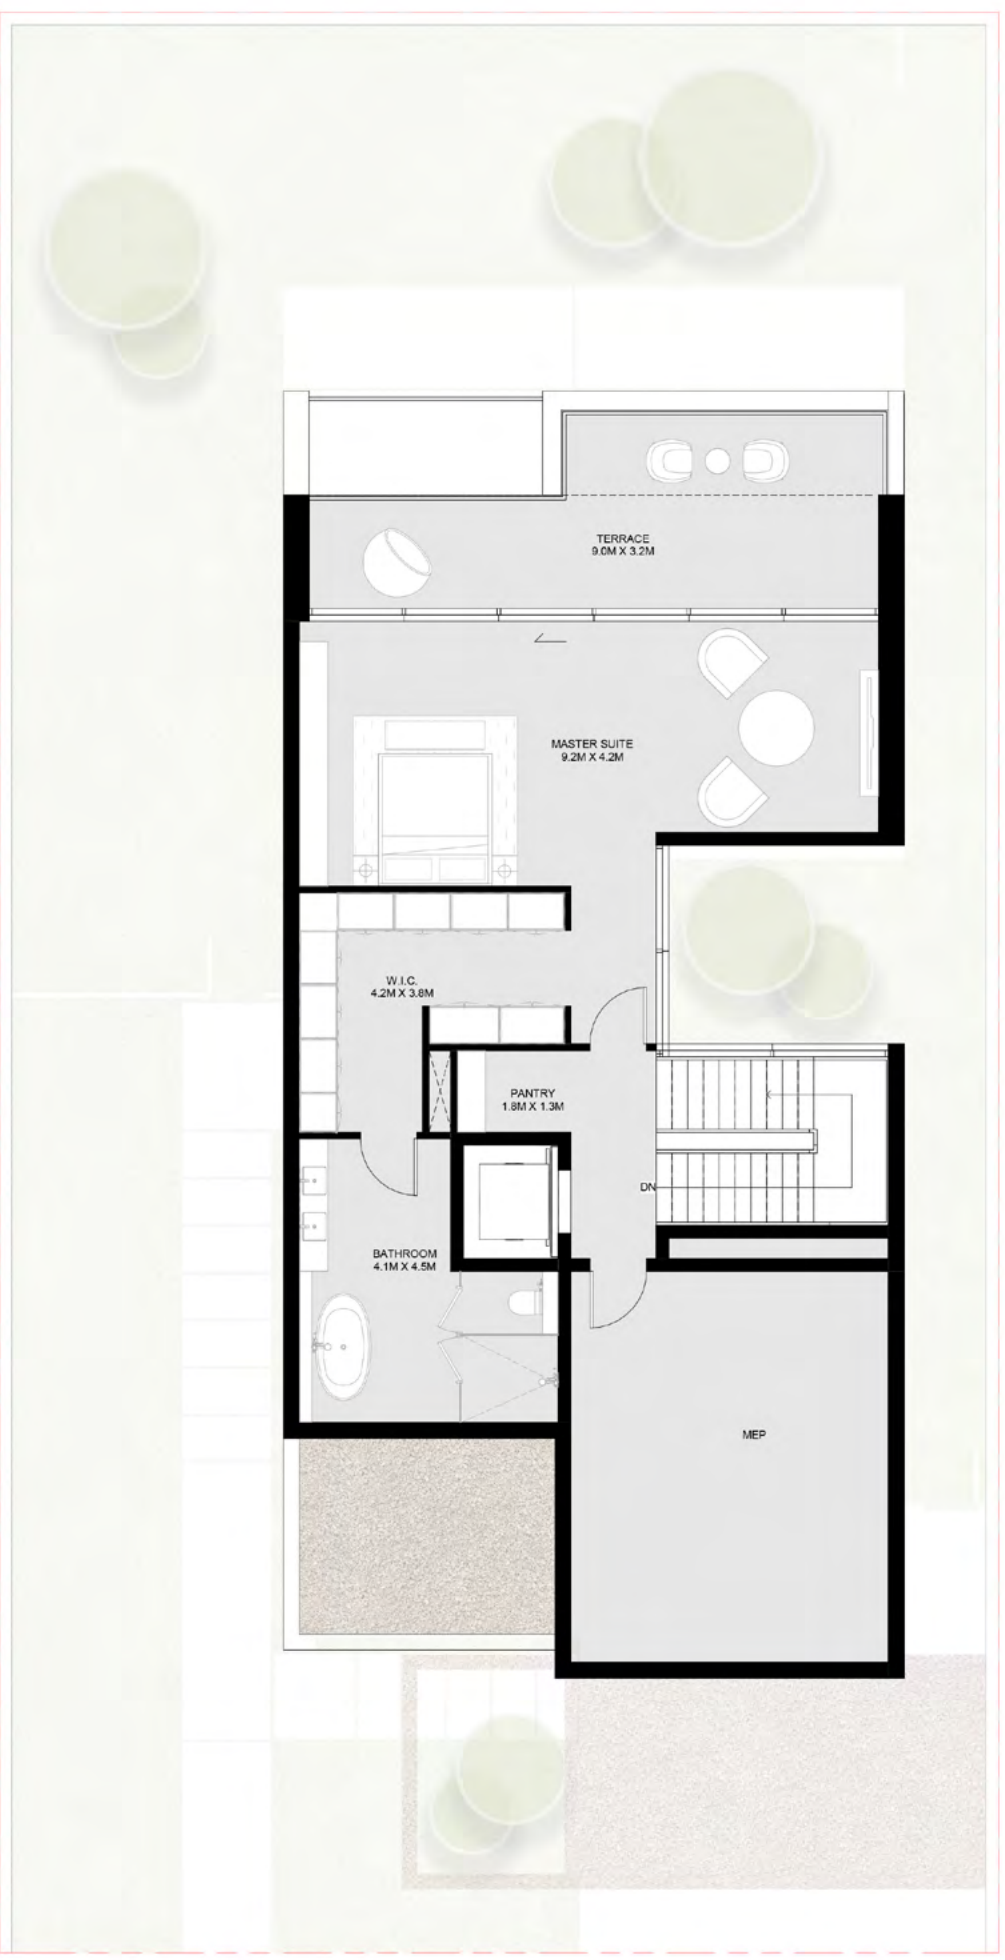 TERRACE
9.0M X 3.2M
MASTER SUITE
9.2M X 4.2M
W.I.C.
4.2M X 3.8M
PANTRY
1.8M X 1.3M
DN
BATHROOM
4.1M X 4.5M
MEP